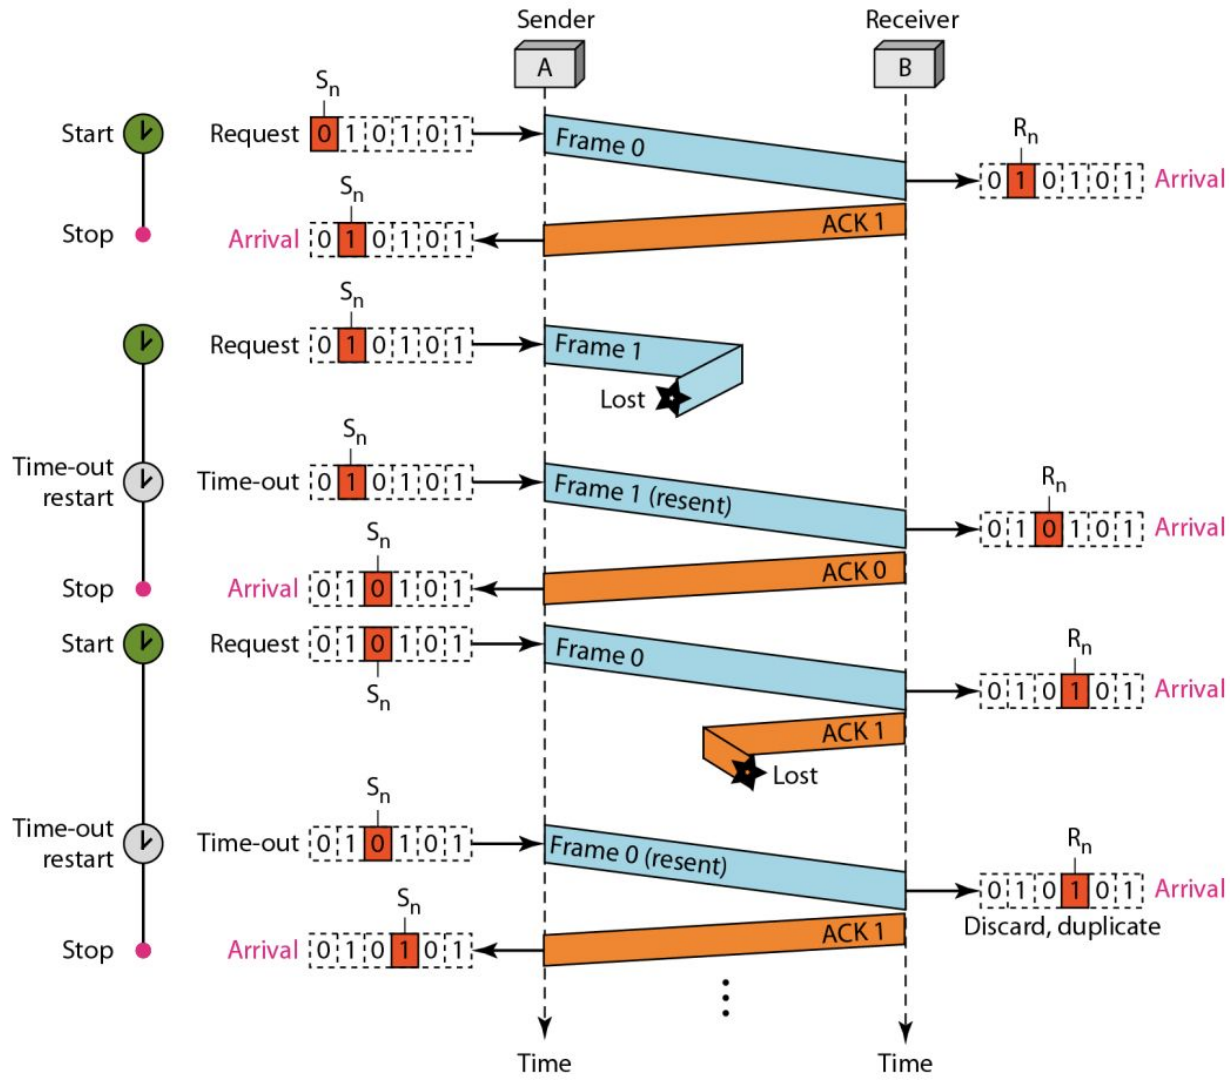 Sender Receiver
A B
Sn
Start Request 0 1 0 1 0 1 Frame 0
Rn
0 1 0 1 0 1 Arrival
Sn
Stop Arrival 0 1 0 1 0 1 ACK 1
Sn
Request 0 1 0 1 0 1 Frame 1
Lost
Sn
Time-out
restart
Time-out 0 1 0 1 0 1 Frame 1 (resent)
Rn
0 1 0 1 0 1 Arrival
Stop Arrival 0 1 0 1 0 1 ACK 0
Sn
Start Request 0 1 0 1 0 1 Frame 0
Sn
Rn
0 1 0 1 0 1 Arrival
ACK 1
Lost
Sn
Time-out
restart
Time-out 0 1 0 1 0 1 Frame 0 (resent)
Rn
0 1 0 1 0 1 Arrival
Discard, duplicate
Sn
Stop Arrival 0 1 0 1 0 1 ACK 1
Time Time